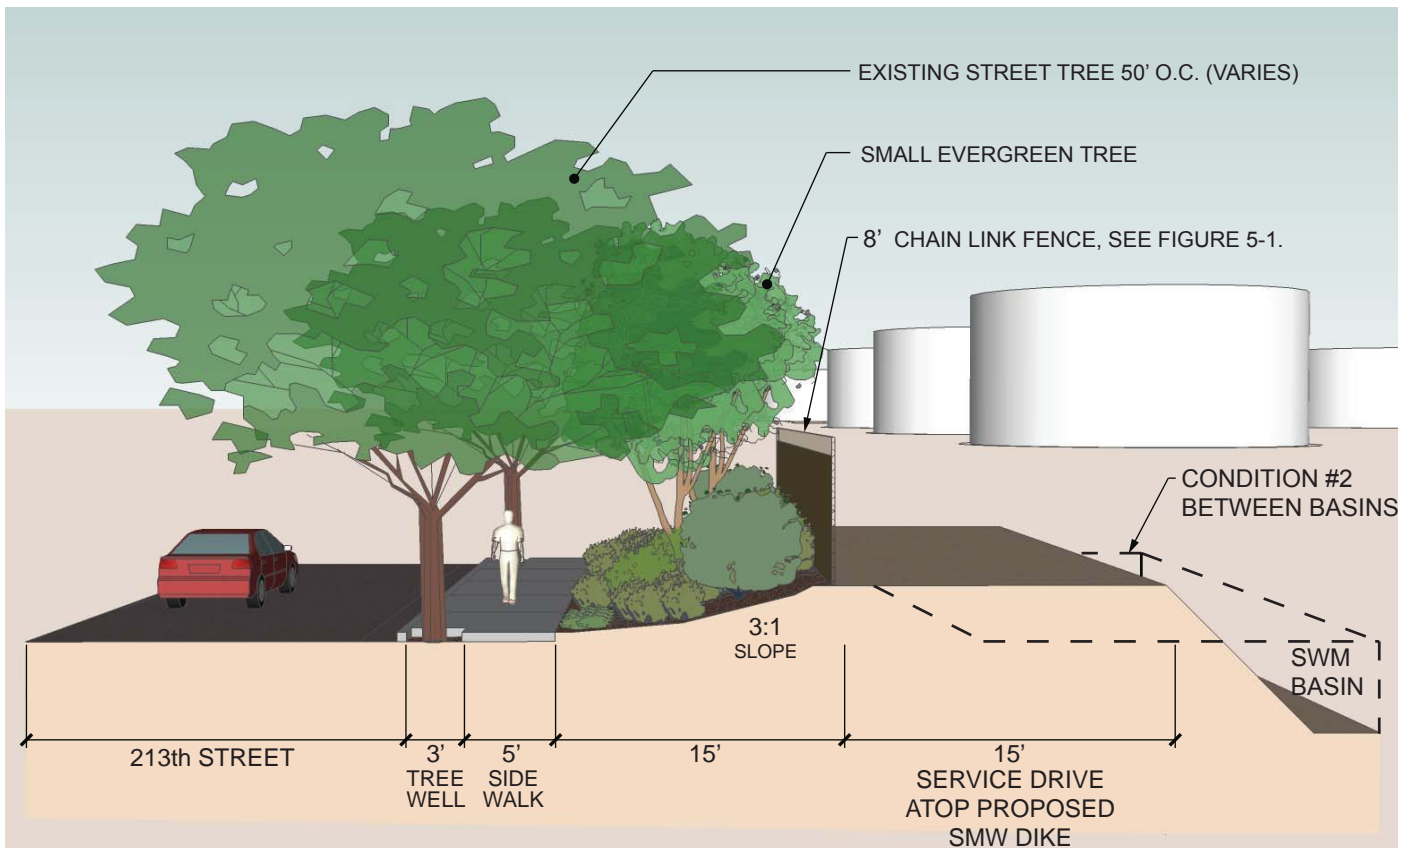 EXISTING STREET TREE 50’ O.C. (VARIES)
SMALL EVERGREEN TREE
8’ CHAIN LINK FENCE, SEE FIGURE 5-1.
CONDITION #2
BETWEEN BASINS
3:1
SLOPE
SWM
BASIN
213th STREET
3’
TREE
WELL
5’
SIDE
WALK
15’
15’
SERVICE DRIVE
ATOP PROPOSED
SMW DIKE